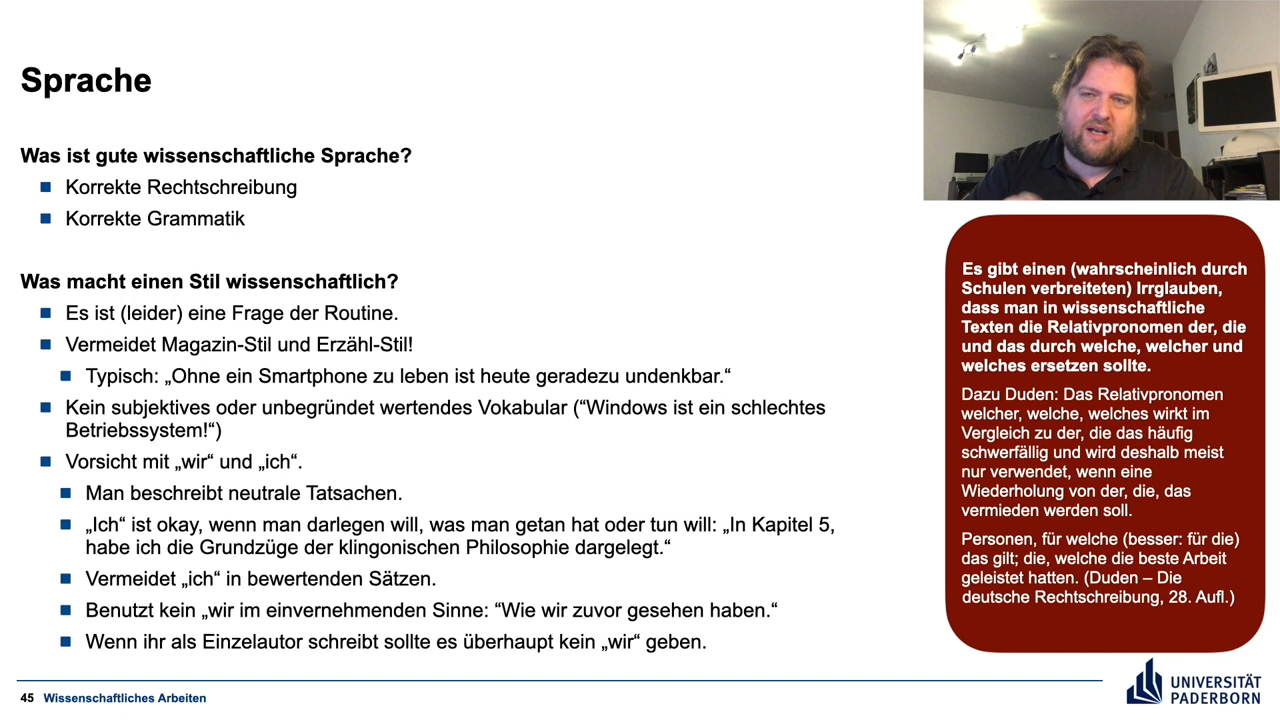 Sprache
Was ist gute wissenschaftliche Sprache?
Korrekte Rechtschreibung
Korrekte Grammatik
Was macht einen Stil wissenschaftlich?
Es ist (leider) eine Frage der Routine.
Vermeidet Magazin-Stil und Erzähl-Stil!
Typisch: „Ohne ein Smartphone zu leben ist heute geradezu undenkbar.“
Kein subjektives oder unbegründet wertendes Vokabular (“Windows ist ein schlechtes
Betriebssystem!“)
Vorsicht mit „wir“ und „ich“.
Man beschreibt neutrale Tatsachen.
„Ich“ ist okay, wenn man darlegen will, was man getan hat oder tun will: „In Kapitel 5,
habe ich die Grundzüge der klingonischen Philosophie dargelegt.“
Vermeidet „ich“ in bewertenden Sätzen.
Benutzt kein „wir im einvernehmenden Sinne: “Wie wir zuvor gesehen haben.“
Wenn ihr als Einzelautor schreibt sollte es überhaupt kein „wir“ geben.
Es gibt einen (wahrscheinlich durch
Schulen verbreiteten) Irrglauben,
dass man in wissenschaftliche
Texten die Relativpronomen der, die
und das durch welche, welcher und
welches ersetzen sollte.
Dazu Duden: Das Relativpronomen
welcher, welche, welches wirkt im
Vergleich zu der, die das häufig
schwerfällig und wird deshalb meist
nur verwendet, wenn eine
Wiederholung von der, die, das
vermieden werden soll.
Personen, für welche (besser: für die)
das gilt; die, welche die beste Arbeit
geleistet hatten. (Duden – Die
deutsche Rechtschreibung, 28. Aufl.)
45 Wissenschaftliches Arbeiten
UNIVERSITÄT
PADERBORN